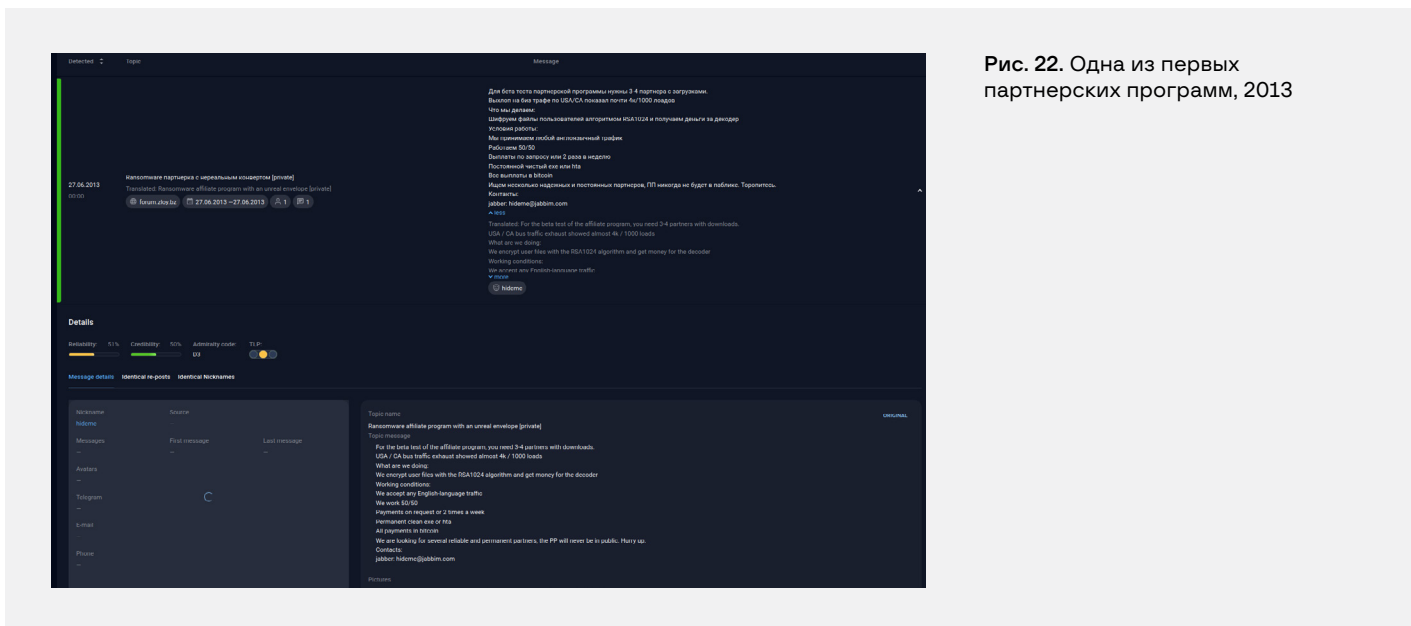 Detected Topic Message
Для бета теста партнерской программы нужны 3-4 партнера с загрузками.
Выхлоп на биз трафе по USA/CA показал почти 4к/1000 лоадов
Что мы делаем:
Шифруем файлы пользователей алгоритмом RSA1024 и получаем деньги за декодер
Условия работы:
Мы принимаем любой англоязычный трафик
Работаем 50/50
Выплаты по запросу или 2 раза в неделю
Постоянной чистый exe или hta
Все выплаты в bitcoin
Ищем несколько надежных и постоянных партнеров, ПП никогда не будет в паблике. Торопитесь.
Контакты:
jabber: hideme@jabbim.com
less
Translated: For the beta test of the affiliate program, you need 3-4 partners with downloads.
USA / CA bus traffic exhaust showed almost 4k / 1000 loads
What are we doing:
We encrypt user files with the RSA1024 algorithm and get money for the decoder
Working conditions:
We accept any English-language traffic
more
hideme
27.06.2013
00:00
Ransomware партнерка с нереальным конвертом [private]
Translated: Ransomware affiliate program with an unreal envelope [private]
forum.zloy.bz 27.06.2013 –27.06.2013 1 1
Details
Reliability: 51% Credibility: 50% Admiralty code: TLP:
D3
Message details Identical re-posts Identical Nicknames
Nickname Source
hideme –
Messages First message Last message
– – –
Avatars
–
Telegram
–
E-mail
–
Phone
–
Topic name ORIGINAL
Ransomware affiliate program with an unreal envelope [private]
Topic message
For the beta test of the affiliate program, you need 3-4 partners with downloads.
USA / CA bus traffic exhaust showed almost 4k / 1000 loads
What are we doing:
We encrypt user files with the RSA1024 algorithm and get money for the decoder
Working conditions:
We accept any English-language traffic
We work 50/50
Payments on request or 2 times a week
Permanent clean exe or hta
All payments in bitcoin
We are looking for several reliable and permanent partners, the PP will never be in public. Hurry up.
Contacts:
jabber: hideme@jabbim.com
Pictures
Рис. 22. Одна из первых
партнерских программ, 2013